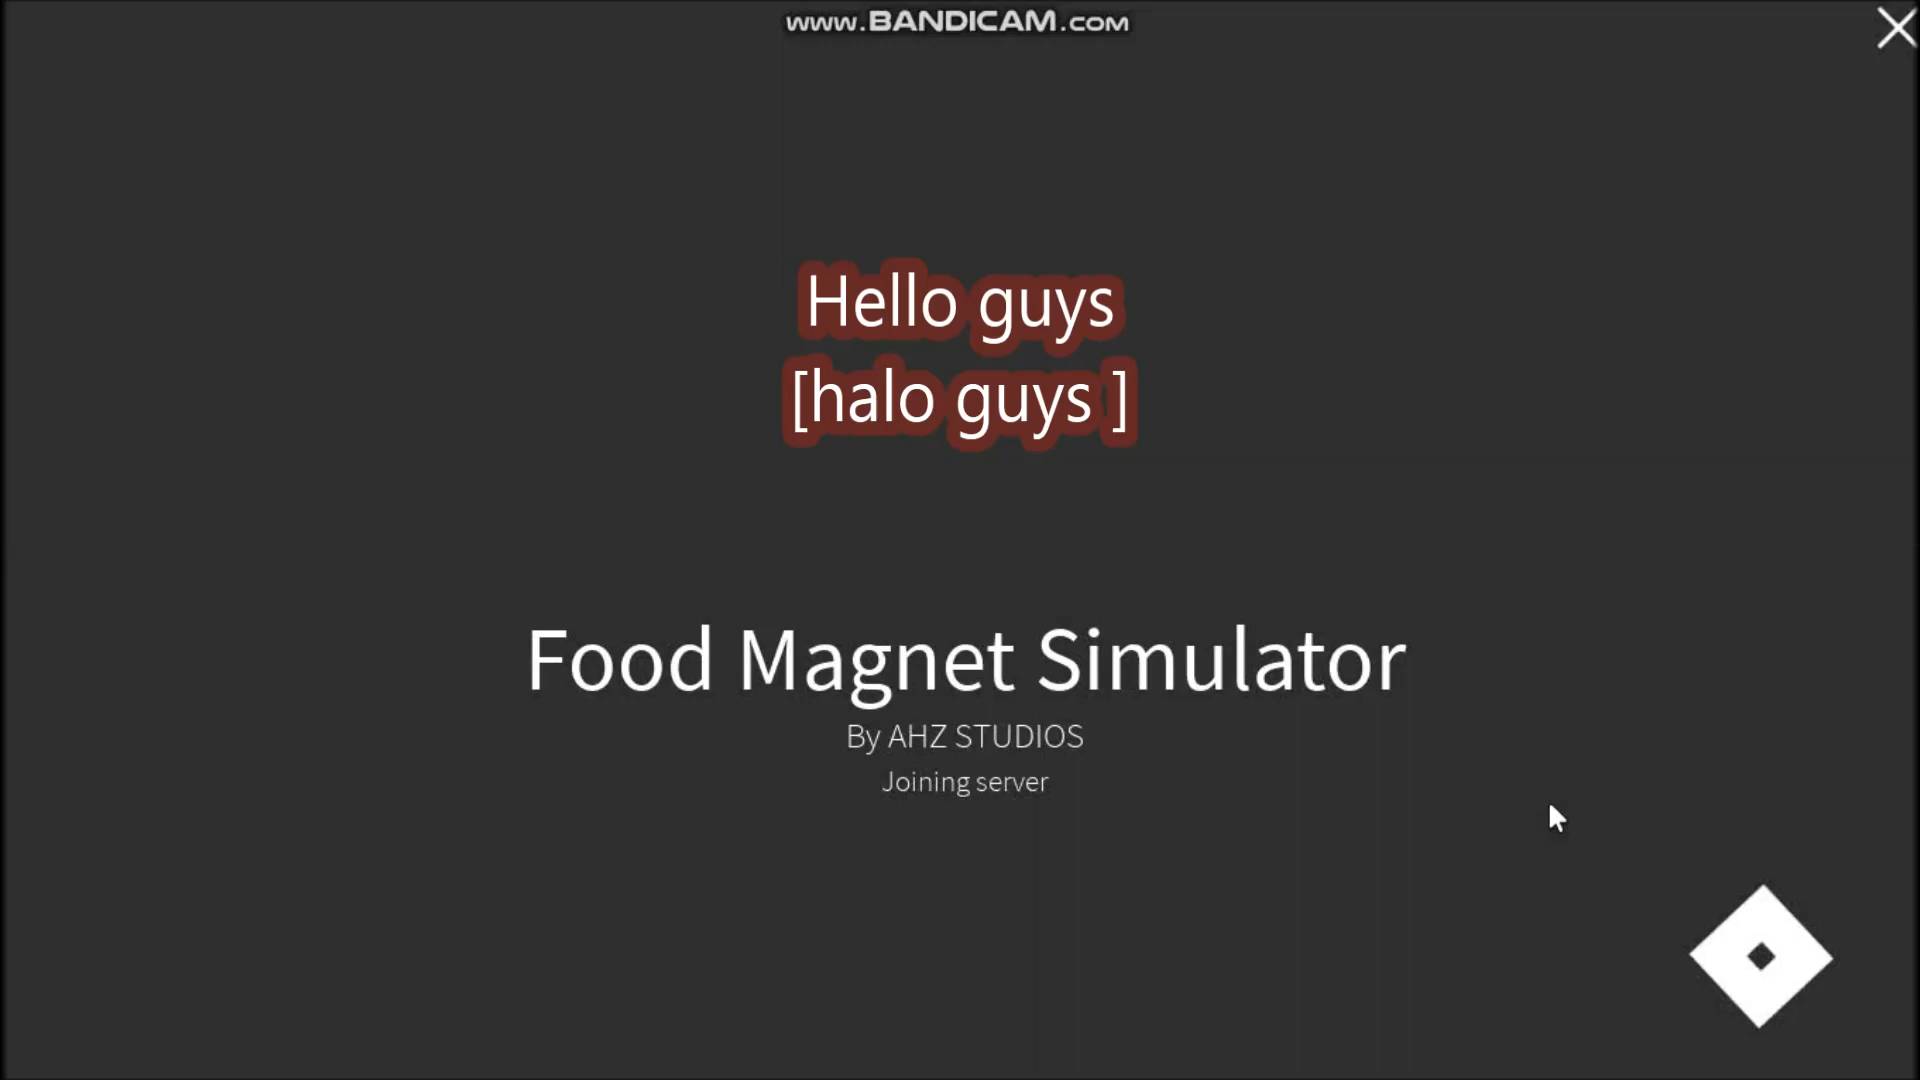 www.BANDICAM.com
Hello guys
[halo guys ]
Food Magnet Simulator
By AHZ STUDIOS
Joining server